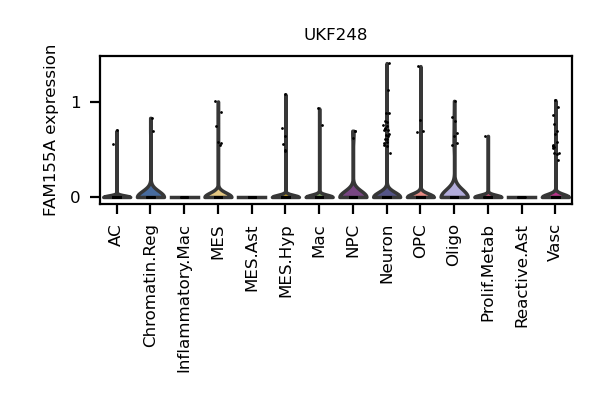 UKF248
FAM155A expression
1
0
AC
Chromatin.Reg
Inflammatory.Mac
MES
MES.Ast
MES.Hyp
Mac
NPC
Neuron
OPC
Oligo
Prolif.Metab
Reactive.Ast
Vasc